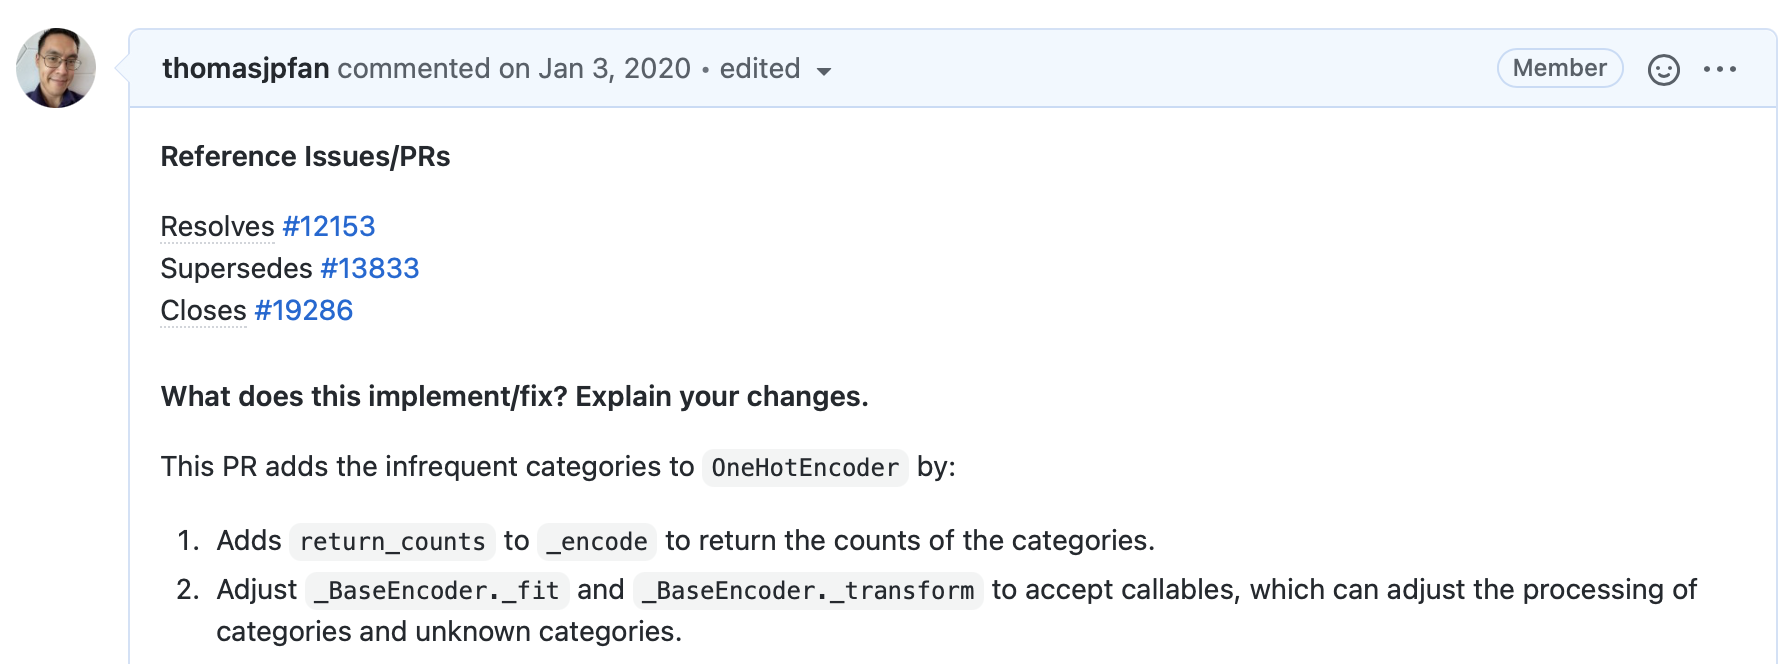 thomasjpfan commented on Jan 3, 2020 • edited
Member
Reference Issues/PRs
Resolves #12153
Supersedes #13833
Closes #19286
What does this implement/fix? Explain your changes.
This PR adds the infrequent categories to OneHotEncoder by:
1. Adds return_counts to _encode to return the counts of the categories.
2. Adjust _BaseEncoder._fit and _BaseEncoder._transform to accept callables, which can adjust the processing of
categories and unknown categories.